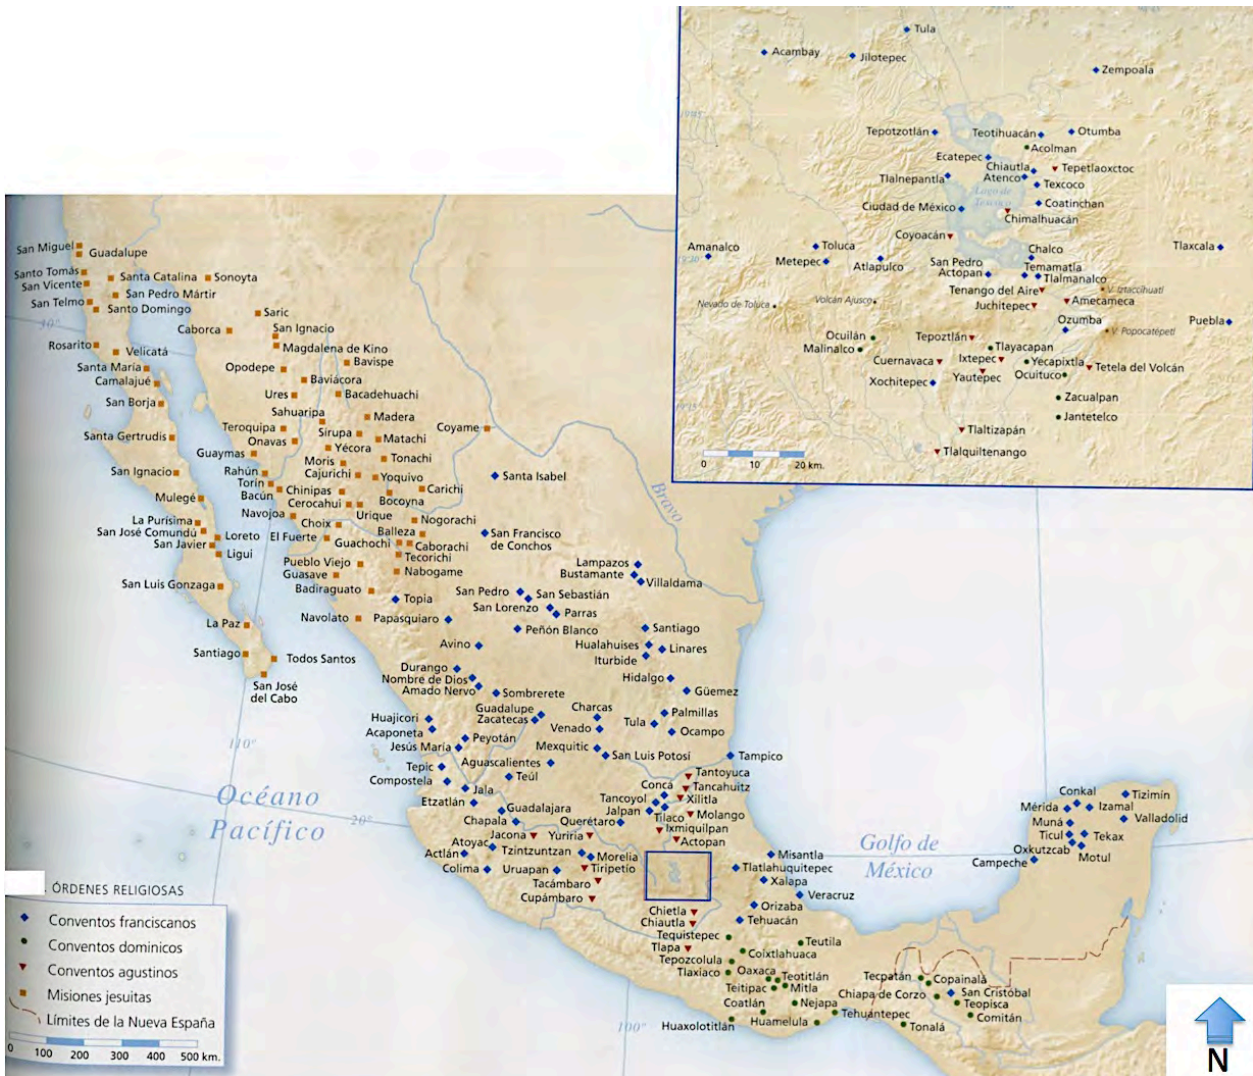 Tula
Acambay
Jilotepec
Zempoala
19°45'
Tepotzotlán
Teotihuacán
Otumba
Acolman
Ecatepec
Chiautla
Tepetlaoxctoc
Tlalnepantla
Atenco
Texcoco
Lago de
Texcoco
Ciudad de México
Coatinchan
Chimalhuacán
Coyoacán
Amanalco
Toluca
Chalco
Tlaxcala
Metepec
Atlapulco
San Pedro
Actopan
Temamatla
Tlalmanalco
Tenango del Aire
V. Iztaccíhuatl
Nevado de Toluca
Volcán Ajusco
Juchitepec
Amecameca
Ozumba
Puebla
V. Popocatépetl
Ocuilán
Tepoztlán
Tlayacapan
Malinalco
Cuernavaca
Ixtepec
Yecapixtla
Tetela del Volcán
Xochitepec
Yautepec
Ocuituco
Zacualpan
Jantetelco
Tlaltizapán
Tlalquiltenango
0 10 20 km.
San Miguel
Guadalupe
Santo Tomás
Santa Catalina
Sonoyta
San Vicente
San Pedro Mártir
San Telmo
Santo Domingo
Saric
30°
Caborca
San Ignacio
Rosarito
Velicatá
Magdalena de Kino
Santa María
Opodepe
Bavispe
Camalajué
Baviácora
San Borja
Ures
Bacadehuachi
Sahuaripa
Madera
Santa Gertrudis
Teroquipa
Sirupa
Matachi
Coyame
Onavas
Yécora
Guaymas
Moris
Tonachi
San Ignacio
Rahún
Cajurichi
Yoquivo
Santa Isabel
Torín
Bacún
Chinipas
Carichi
Mulegé
Cerocahui
Bocoyna
Bravo
Navojoa
Urique
La Purísima
Choix
Nogorachi
San José Comundú
Loreto
El Fuerte
Balleza
San Francisco
de Conchos
San Javier
Guachochi
Caborachi
Ligui
Tecorichi
Pueblo Viejo
Nabogame
Lampazos
Guasave
Bustamante
San Luis Gonzaga
Badiraguato
Villaldama
Topia
San Pedro
San Sebastián
San Lorenzo
Parras
La Paz
Navolato
Papasquiaro
Peñón Blanco
Santiago
Avino
Hualahuises
Linares
Santiago
Todos Santos
Iturbide
Durango
Hidalgo
San José
del Cabo
Nombre de Dios
Amado Nervo
Sombrerete
Güemez
Guadalupe
Charcas
Palmillas
Huajicori
Zacatecas
Tula
Acaponeta
Venado
Ocampo
110°
Peyotán
Jesús María
Mexquitic
San Luis Potosí
Tampico
Tepic
Aguascalientes
Compostela
Teúl
Tantoyuca
Concá
Tancahuitz
Jala
Tancoyol
Xilitla
Océano
Pacífico
Etzatlán
Guadalajara
Jalpan
Tilaco
Molango
20°
Chapala
Querétaro
Ixmiquilpan
Jacona
Yuriria
Actopan
Atoyac
Tzintzuntzan
Morelia
Actlán
Tiripetio
Colima
Uruapan
Tacámbaro
Cupámbaro
Misantla
Tlatlahuquitepec
Xalapa
Veracruz
Orizaba
Tehuacán
Chietla
Chiautla
Tequistepec
Teutila
Tlapa
Coixtlahuaca
Tepozcolula
Tlaxiaco
Oaxaca
Teotitlán
Teitipac
Mitla
Coatlán
Nejapa
100°
Huaxolotitlán
Huamelula
Tehuántepec
Tecpatán
Copainalá
Chiapa de Corzo
San Cristóbal
Teopisca
Comitán
Tonalá
Golfo de
México
Conkal
Tizimín
Mérida
Izamal
Muná
Valladolid
Ticul
Tekax
Oxkutzcab
Motul
Campeche
ÓRDENES RELIGIOSAS
Conventos franciscanos
Conventos dominicos
Conventos agustinos
Misiones jesuitas
Límites de la Nueva España
0 100 200 300 400 500 km.
N